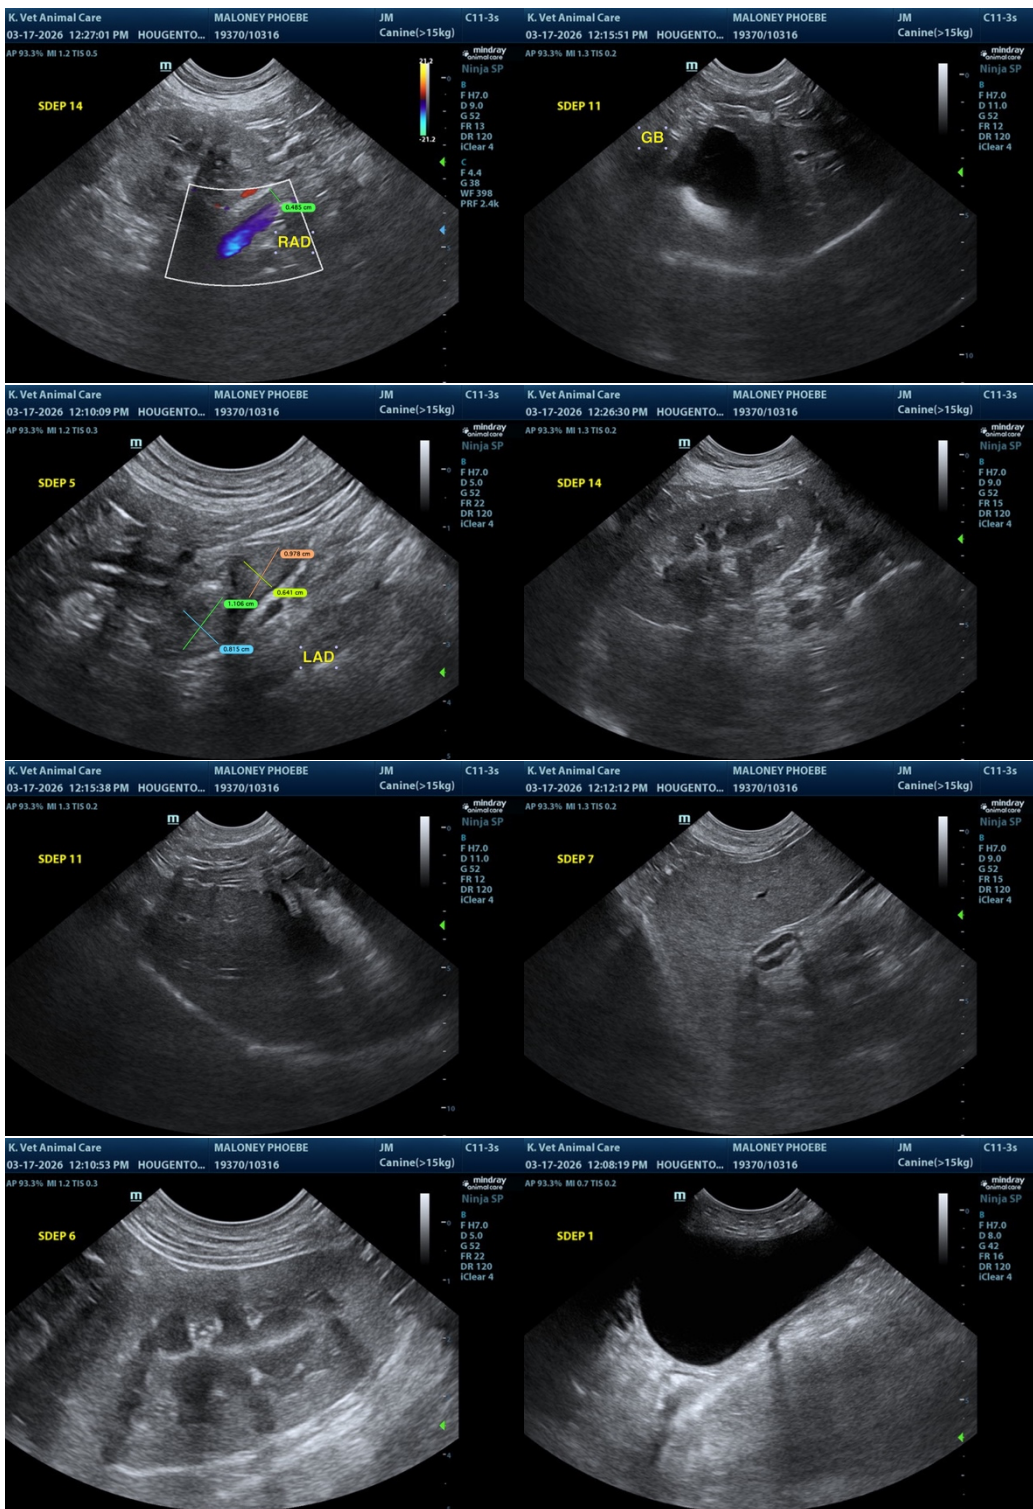 K. Vet Animal Care MALONEY PHOEBE JM C11-3s
03-17-2026 12:27:01 PM HOUGENTO... 19370/10316 Canine(>15kg)
AP 93.3% MI 1.2 TIS 0.5
mindray
animal care
Ninja SP
m
SDEP 14
21.2
-21.2
0
B
F H7.0
D 9.0
G 52
FR 13
DR 120
iClear 4
C
F 4.4
G 38
WF 398
PRF 2.4k
0.485 cm
RAD
K. Vet Animal Care MALONEY PHOEBE JM C11-3s
03-17-2026 12:15:51 PM HOUGENTO... 19370/10316 Canine(>15kg)
AP 93.3% MI 1.3 TIS 0.2
mindray
animal care
Ninja SP
m
SDEP 11
GB
0
B
F H7.0
D 11.0
G 52
FR 12
DR 120
iClear 4
5
10
K. Vet Animal Care MALONEY PHOEBE JM C11-3s
03-17-2026 12:10:09 PM HOUGENTO... 19370/10316 Canine(>15kg)
AP 93.3% MI 1.2 TIS 0.3
mindray
animal care
Ninja SP
m
SDEP 5
0
B
F H7.0
D 5.0
G 52
FR 22
DR 120
iClear 4
1
0.978 cm
0.641 cm
1.106 cm
0.815 cm
LAD
4
5
K. Vet Animal Care MALONEY PHOEBE JM C11-3s
03-17-2026 12:26:30 PM HOUGENTO... 19370/10316 Canine(>15kg)
AP 93.3% MI 1.3 TIS 0.2
mindray
animal care
Ninja SP
m
SDEP 14
0
B
F H7.0
D 9.0
G 52
FR 15
DR 120
iClear 4
5
K. Vet Animal Care MALONEY PHOEBE JM C11-3s
03-17-2026 12:15:38 PM HOUGENTO... 19370/10316 Canine(>15kg)
AP 93.3% MI 1.3 TIS 0.2
mindray
animal care
Ninja SP
m
SDEP 11
0
B
F H7.0
D 11.0
G 52
FR 12
DR 120
iClear 4
5
10
K. Vet Animal Care MALONEY PHOEBE JM C11-3s
03-17-2026 12:12:12 PM HOUGENTO... 19370/10316 Canine(>15kg)
AP 93.3% MI 1.3 TIS 0.2
mindray
animal care
Ninja SP
m
SDEP 7
0
B
F H7.0
D 9.0
G 52
FR 15
DR 120
iClear 4
5
K. Vet Animal Care MALONEY PHOEBE JM C11-3s
03-17-2026 12:10:53 PM HOUGENTO... 19370/10316 Canine(>15kg)
AP 93.3% MI 1.2 TIS 0.3
mindray
animal care
Ninja SP
m
SDEP 6
0
B
F H7.0
D 5.0
G 52
FR 22
DR 120
iClear 4
1
4
K. Vet Animal Care MALONEY PHOEBE JM C11-3s
03-17-2026 12:08:19 PM HOUGENTO... 19370/10316 Canine(>15kg)
AP 93.3% MI 0.7 TIS 0.2
mindray
animal care
Ninja SP
m
SDEP 1
0
B
F H7.0
D 8.0
G 42
FR 16
DR 120
iClear 4